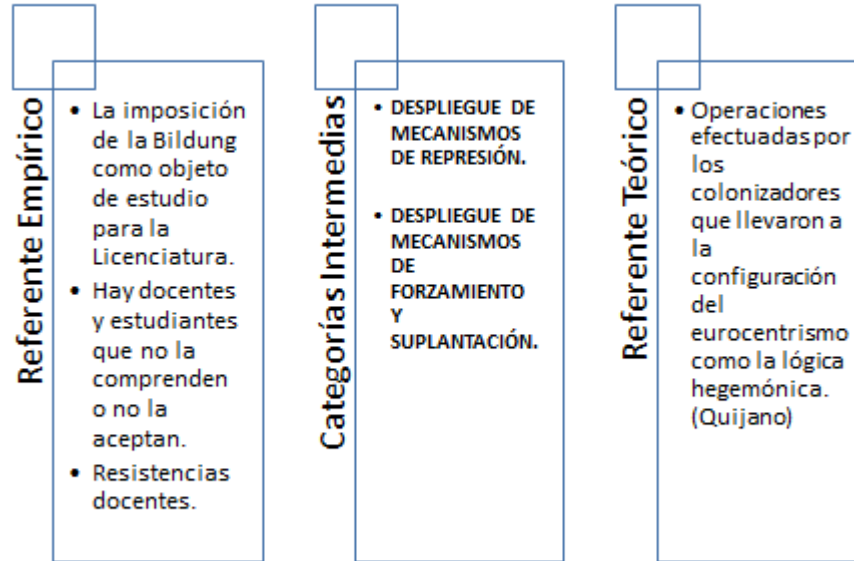 Referente Empírico
• La imposición
de la Bildung
como objeto
de estudio
para la
Licenciatura.
• Hay docentes
y estudiantes
que no la
comprenden
o no la
aceptan.
• Resistencias
docentes.
Categorías Intermedias
• DESPLIEGUE DE
MECANISMOS
DE REPRESIÓN.
• DESPLIEGUE DE
MECANISMOS
DE
FORZAMIENTO
Y
SUPLANTACIÓN.
Referente Teórico
• Operaciones
efectuadas por
los
colonizadores
que llevaron a
la
configuración
del
eurocentrismo
como la lógica
hegemónica.
(Quijano)